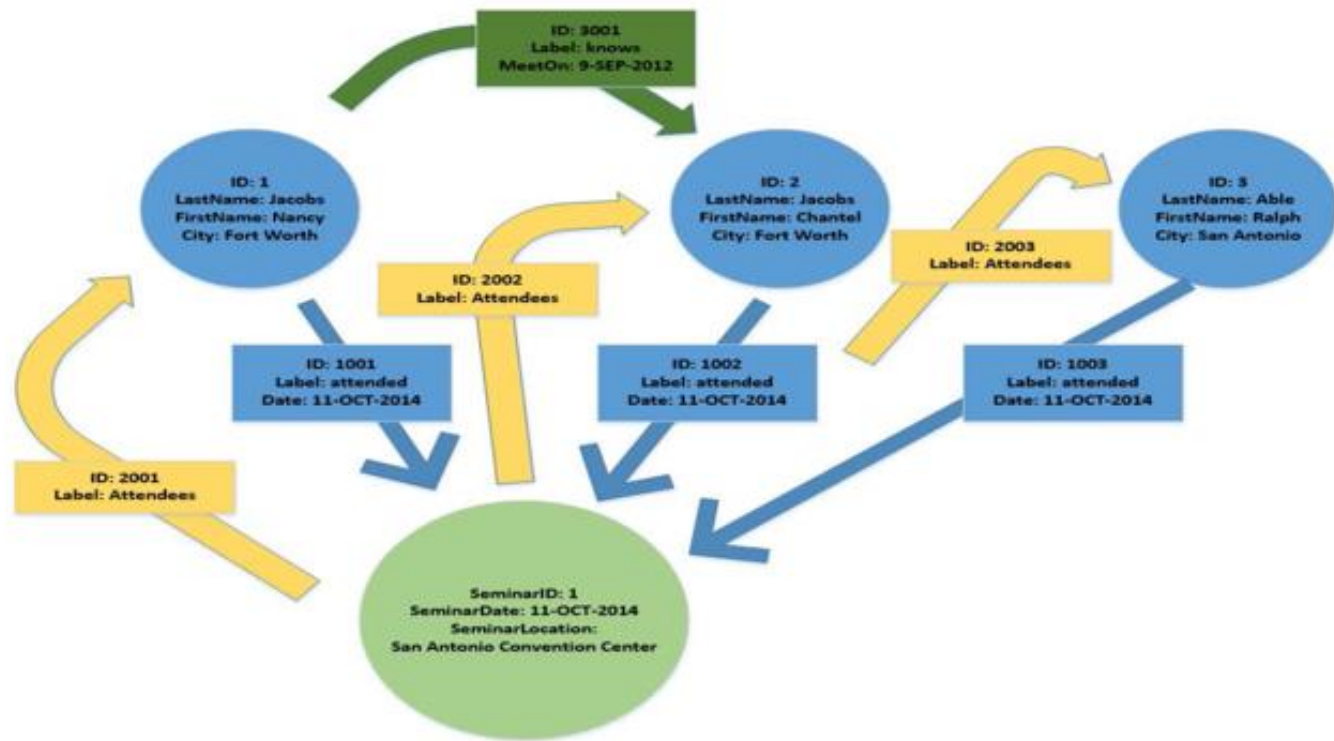 ID: 3001
Label: knows
MeetOn: 9-SEP-2012
ID: 1
LastName: Jacobs
FirstName: Nancy
City: Fort Worth
ID: 2
LastName: Jacobs
FirstName: Chantel
City: Fort Worth
ID: 3
LastName: Able
FirstName: Ralph
City: San Antonio
ID: 2002
Label: Attendees
ID: 2003
Label: Attendees
ID: 1001
Label: attended
Date: 11-OCT-2014
ID: 1002
Label: attended
Date: 11-OCT-2014
ID: 1003
Label: attended
Date: 11-OCT-2014
ID: 2001
Label: Attendees
SeminarID: 1
SeminarDate: 11-OCT-2014
SeminarLocation:
San Antonio Convention Center